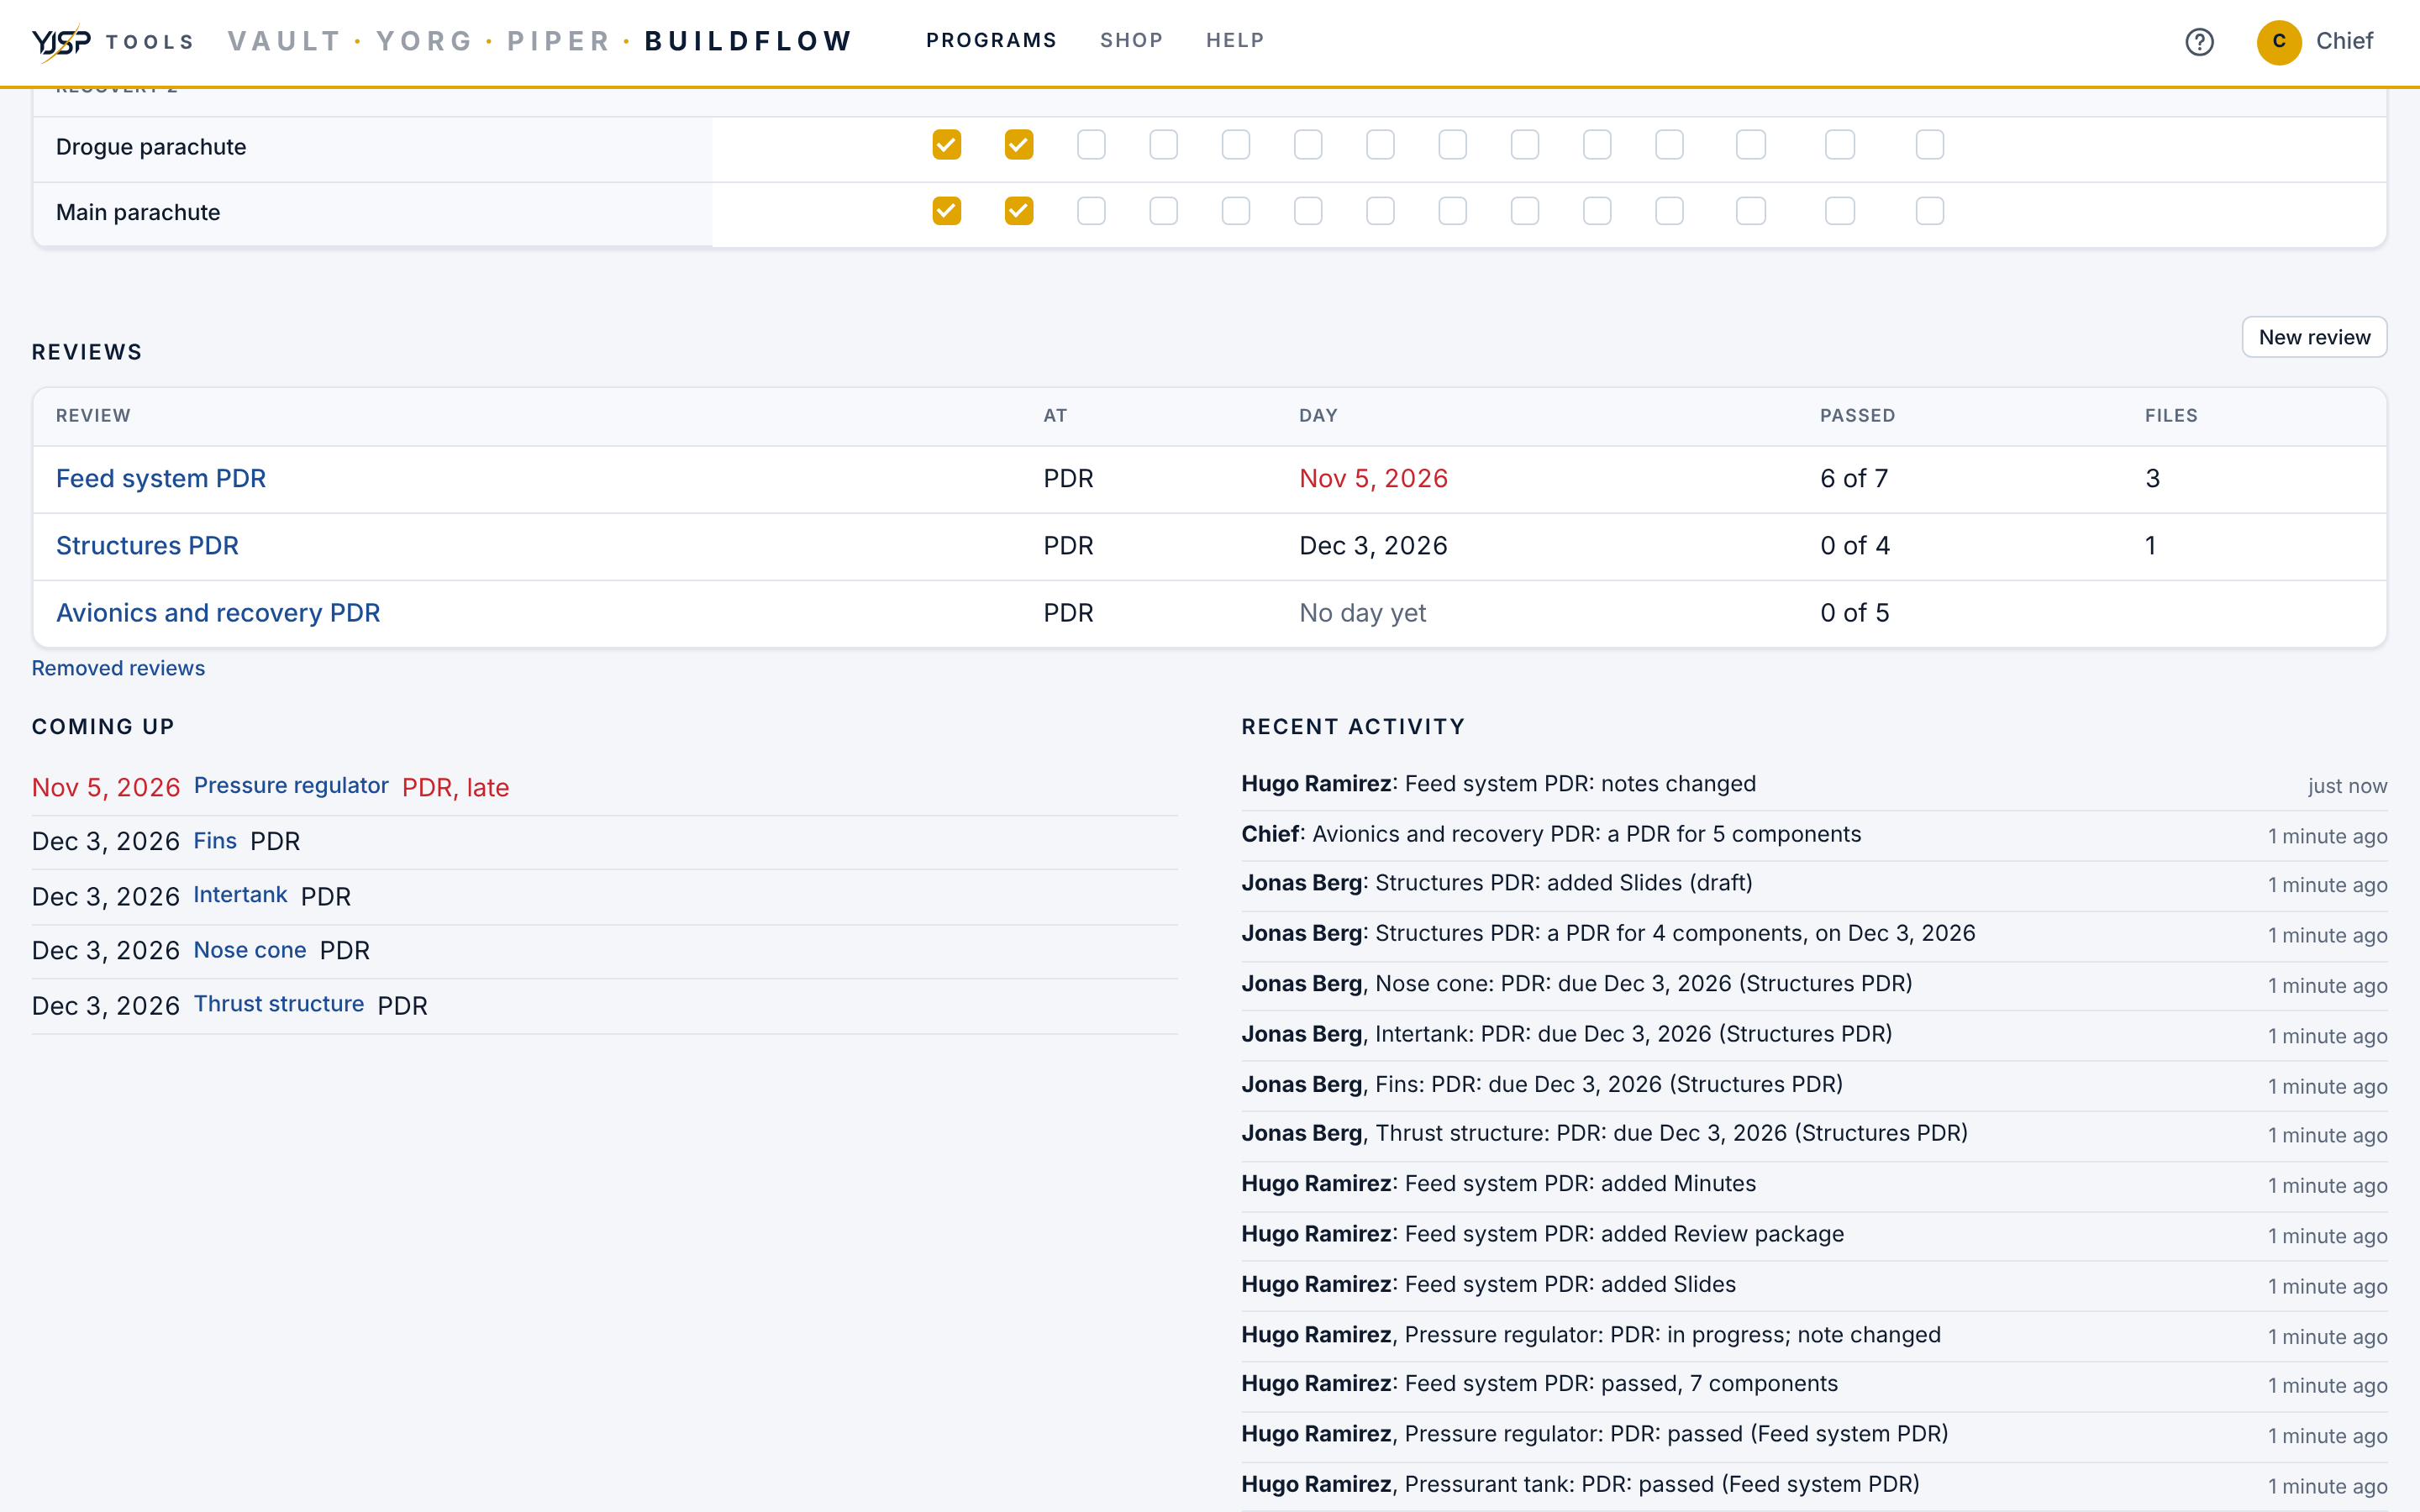 YJSP TOOLS VAULT · YORG · PIPER · BUILDFLOW PROGRAMS SHOP HELP ? C Chief
RECOVERY 2
Drogue parachute
Main parachute
REVIEWS
New review
REVIEW AT DAY PASSED FILES
Feed system PDR PDR Nov 5, 2026 6 of 7 3
Structures PDR PDR Dec 3, 2026 0 of 4 1
Avionics and recovery PDR PDR No day yet 0 of 5
Removed reviews
COMING UP
Nov 5, 2026 Pressure regulator PDR, late
Dec 3, 2026 Fins PDR
Dec 3, 2026 Intertank PDR
Dec 3, 2026 Nose cone PDR
Dec 3, 2026 Thrust structure PDR
RECENT ACTIVITY
Hugo Ramirez: Feed system PDR: notes changed just now
Chief: Avionics and recovery PDR: a PDR for 5 components 1 minute ago
Jonas Berg: Structures PDR: added Slides (draft) 1 minute ago
Jonas Berg: Structures PDR: a PDR for 4 components, on Dec 3, 2026 1 minute ago
Jonas Berg, Nose cone: PDR: due Dec 3, 2026 (Structures PDR) 1 minute ago
Jonas Berg, Intertank: PDR: due Dec 3, 2026 (Structures PDR) 1 minute ago
Jonas Berg, Fins: PDR: due Dec 3, 2026 (Structures PDR) 1 minute ago
Jonas Berg, Thrust structure: PDR: due Dec 3, 2026 (Structures PDR) 1 minute ago
Hugo Ramirez: Feed system PDR: added Minutes 1 minute ago
Hugo Ramirez: Feed system PDR: added Review package 1 minute ago
Hugo Ramirez: Feed system PDR: added Slides 1 minute ago
Hugo Ramirez, Pressure regulator: PDR: in progress; note changed 1 minute ago
Hugo Ramirez: Feed system PDR: passed, 7 components 1 minute ago
Hugo Ramirez, Pressure regulator: PDR: passed (Feed system PDR) 1 minute ago
Hugo Ramirez, Pressurant tank: PDR: passed (Feed system PDR) 1 minute ago